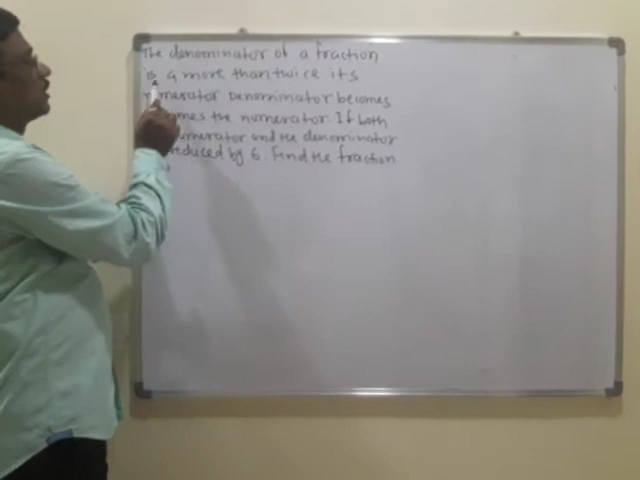 The denominator of a fraction
is 4 more than twice its
numerator Denominator becomes
the numerator If both
numerator and the denominator
reduced by 6. Find the fraction